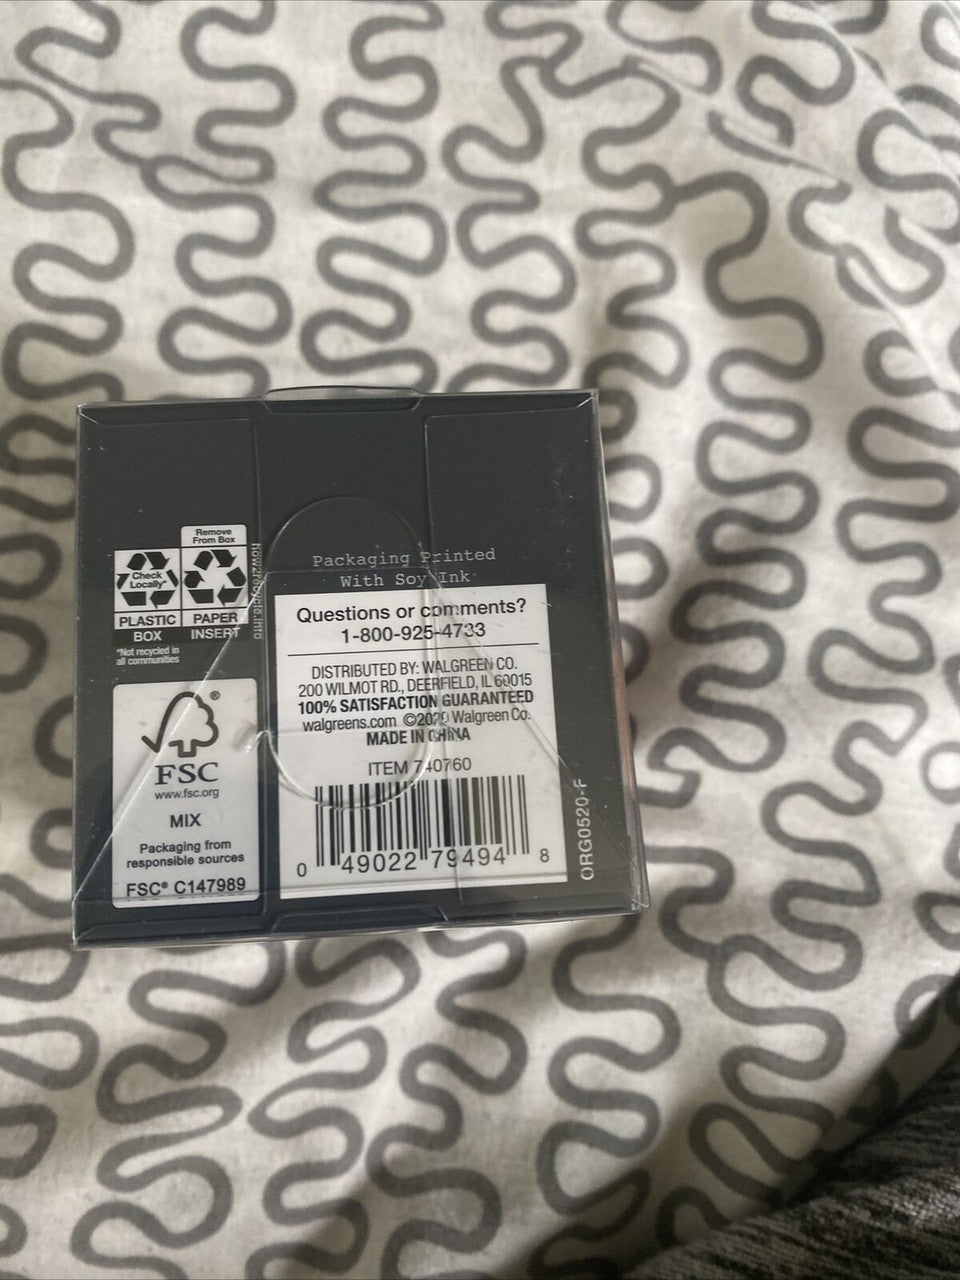 Remove
From Box
Check
Locally*
PLASTIC
BOX
PAPER
INSERT
how2recycle.info
*Not recycled in
all communities
®
FSC
www.fsc.org
MIX
Packaging from
responsible sources
FSC® C147989
Packaging Printed
With Soy Ink
Questions or comments?
1-800-925-4733
DISTRIBUTED BY: WALGREEN CO.
200 WILMOT RD., DEERFIELD, IL 60015
100% SATISFACTION GUARANTEED
walgreens.com ©2020 Walgreen Co.
MADE IN CHINA
ITEM 740760
0 49022 79494 8
ORG0520-F